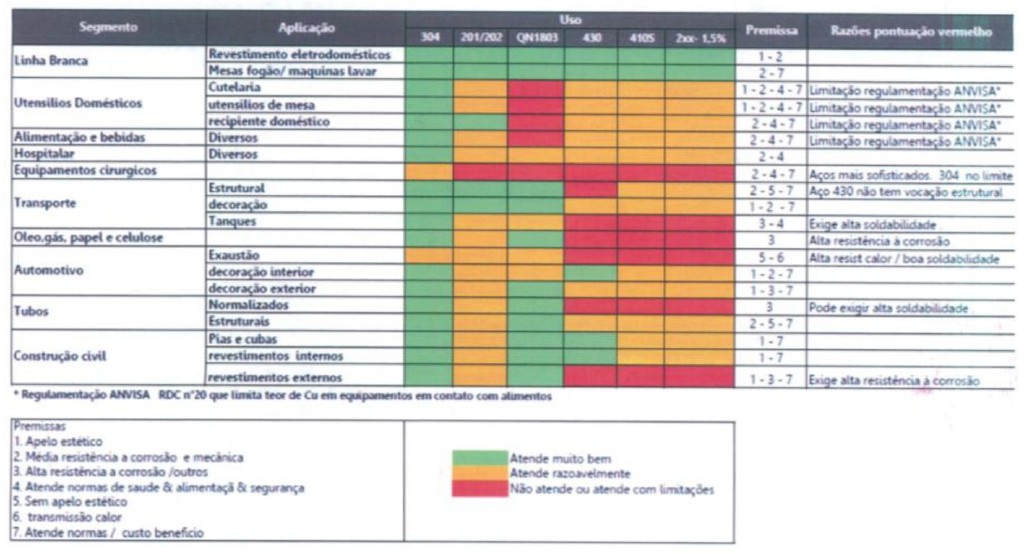 Segmento Aplicação Uso Premissa Razões pontuação vermelho
304 201/202 QN1803 430 410S 2xx- 1,5%
Linha Branca Revestimento eletrodomésticos 1 - 2
Mesas fogão/ maquinas lavar 2 - 7
Utensilios Domésticos Cutelaria 1 - 2 - 4 - 7 Limitação regulamentação ANVISA*
utensilios de mesa 1 - 2 - 4 - 7 Limitação regulamentação ANVISA*
recipiente doméstico 2 - 4 - 7 Limitação regulamentação ANVISA*
Alimentação e bebidas Diversos 2 - 4 - 7 Limitação regulamentação ANVISA*
Hospitalar Diversos 2 - 4
Equipamentos cirurgicos 2 - 4 - 7 Aços mais sofisticados. 304 no limite
Transporte Estrutural 2 - 5 - 7 Aço 430 não tem vocação estrutural
decoração 1 - 2 - 7
Tanques 3 - 4 Exige alta soldabilidade .
Oleo,gás, papel e celulose 3 Alta resistência à corrosão
Automotivo Exaustão 5 - 6 Alta resist calor / boa soldabilidade
decoração interior 1 - 2 - 7
decoração exterior 1 - 3 - 7
Tubos Normalizados 3 Pode exigir alta soldabilidade .
Estruturais 2 - 5 - 7
Construção civil Pias e cubas 1 - 7
revestimentos internos 1 - 7
revestimentos externos 1 - 3 - 7 Exige alta resistência à corrosão
* Regulamentação ANVISA RDC n°20 que limita teor de Cu em equipamentos em contato com alimentos
Premissas
1. Apelo estético
2. Média resistência a corrosão e mecânica
3. Alta resistência a corrosão /outros
4. Atende normas de saude & alimentaçã & segurança
5. Sem apelo estético
6. transmissão calor
7. Atende normas / custo beneficio
Atende muito bem
Atende razoavelmente
Não atende ou atende com limitações